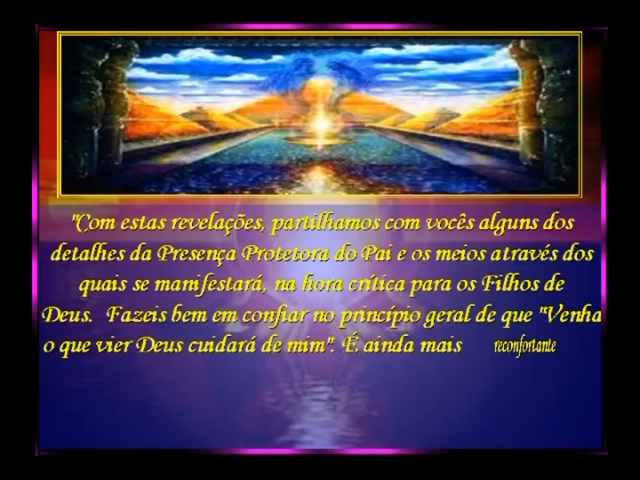 "Com estas revelações, partilhamos com vocês alguns dos
detalhes da Presença Protetora do Pai e os meios através dos
quais se manifestará, na hora crítica para os Filhos de
Deus.  Fazeis bem em confiar no princípio geral de que "Venha
o que vier Deus cuidará de mim". É ainda mais reconfortante